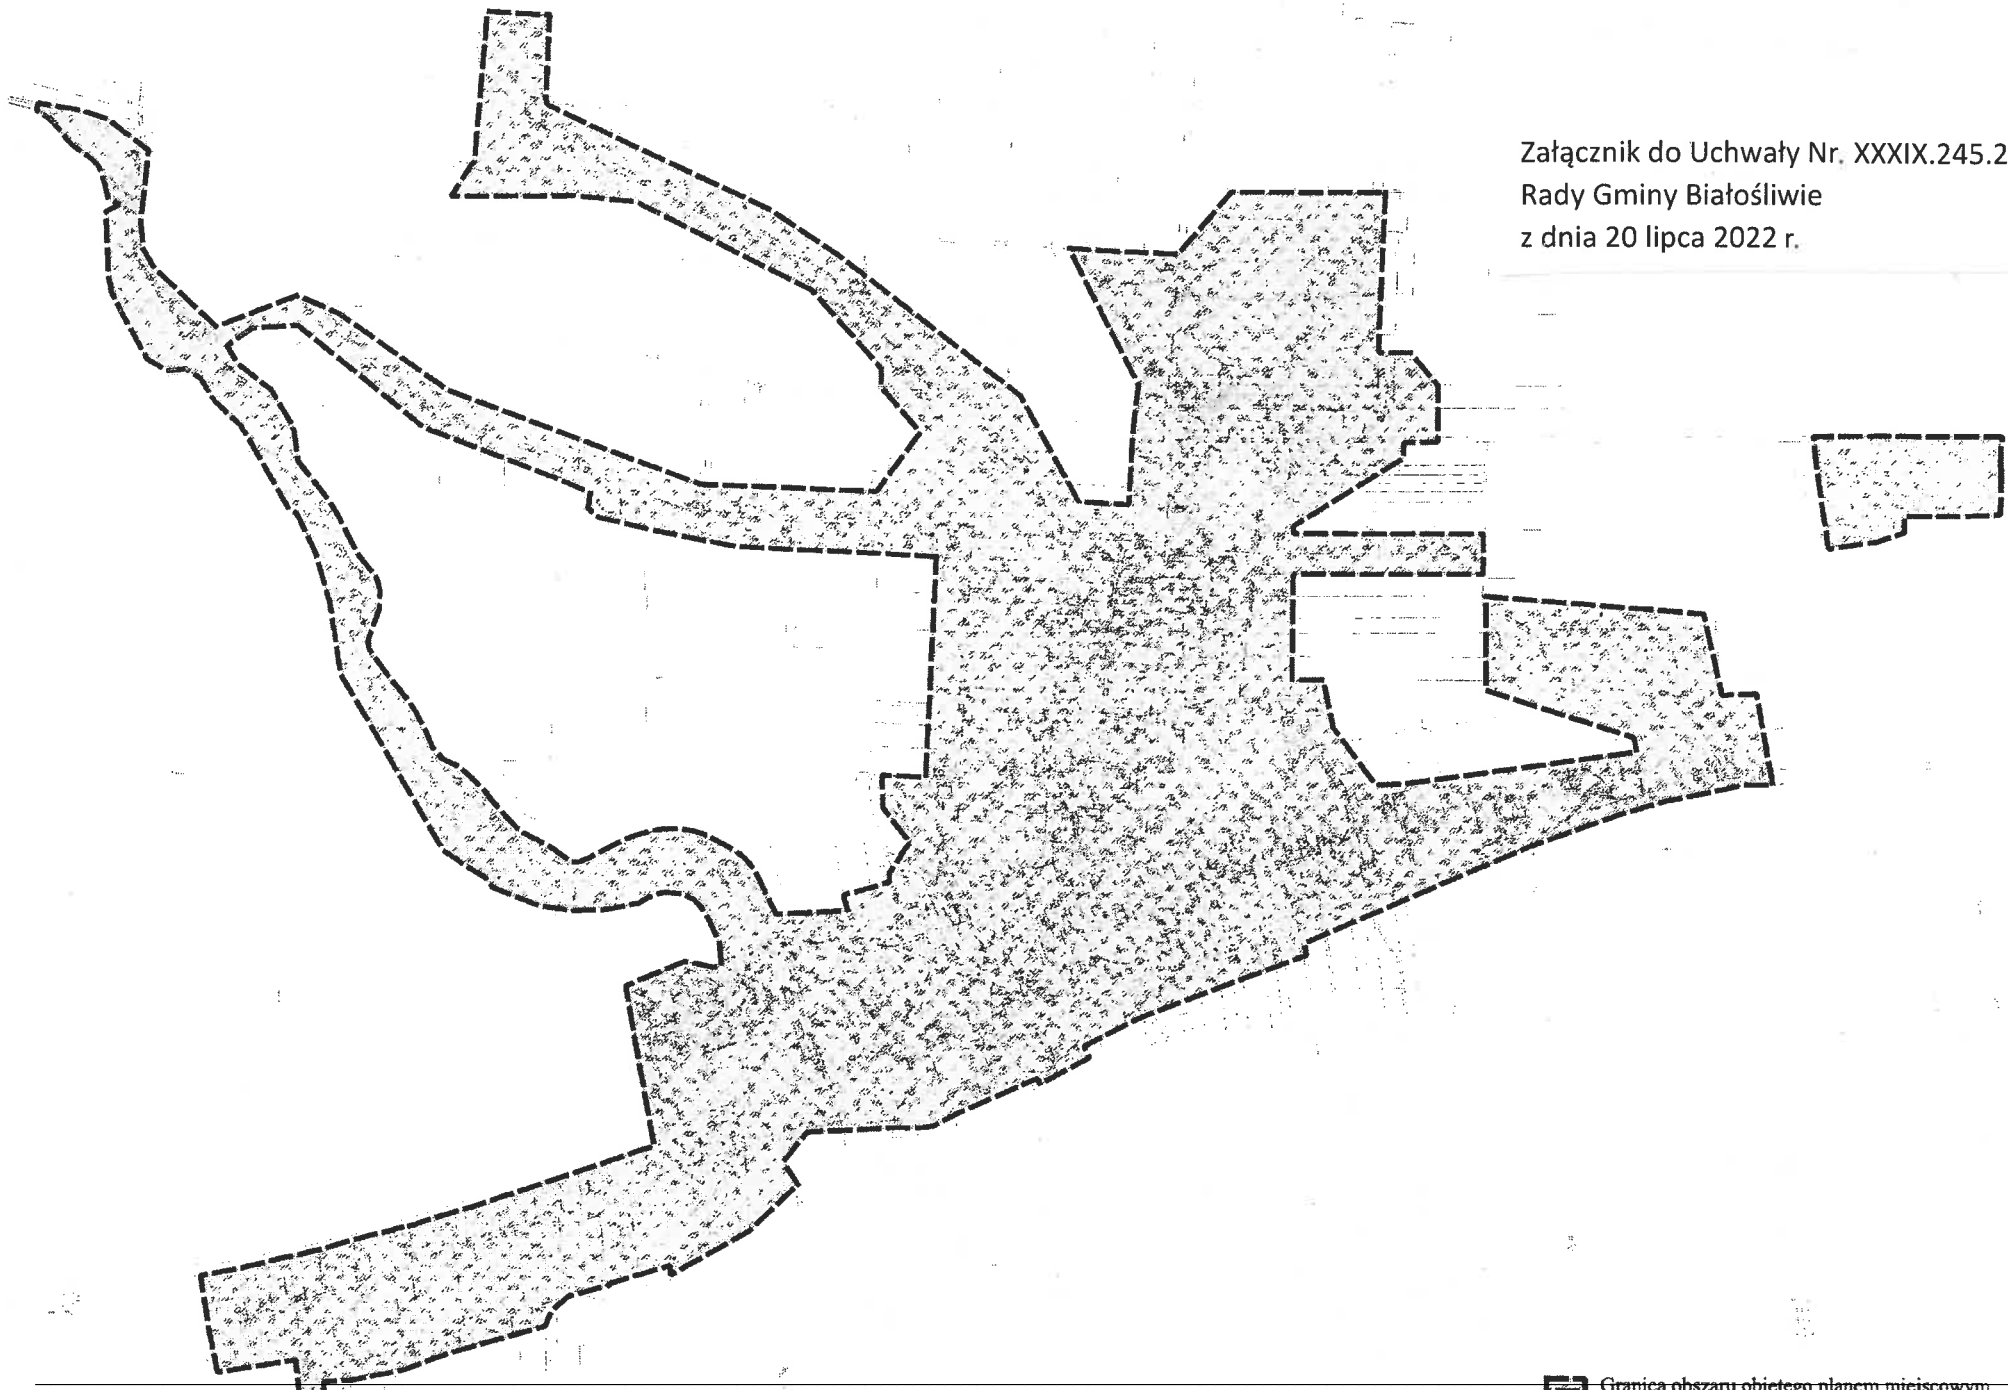 Załącznik do Uchwały Nr. XXXIX.245.2
Rady Gminy Białośliwie
z dnia 20 lipca 2022 r.
Granica obszaru objętego planem miejscowym